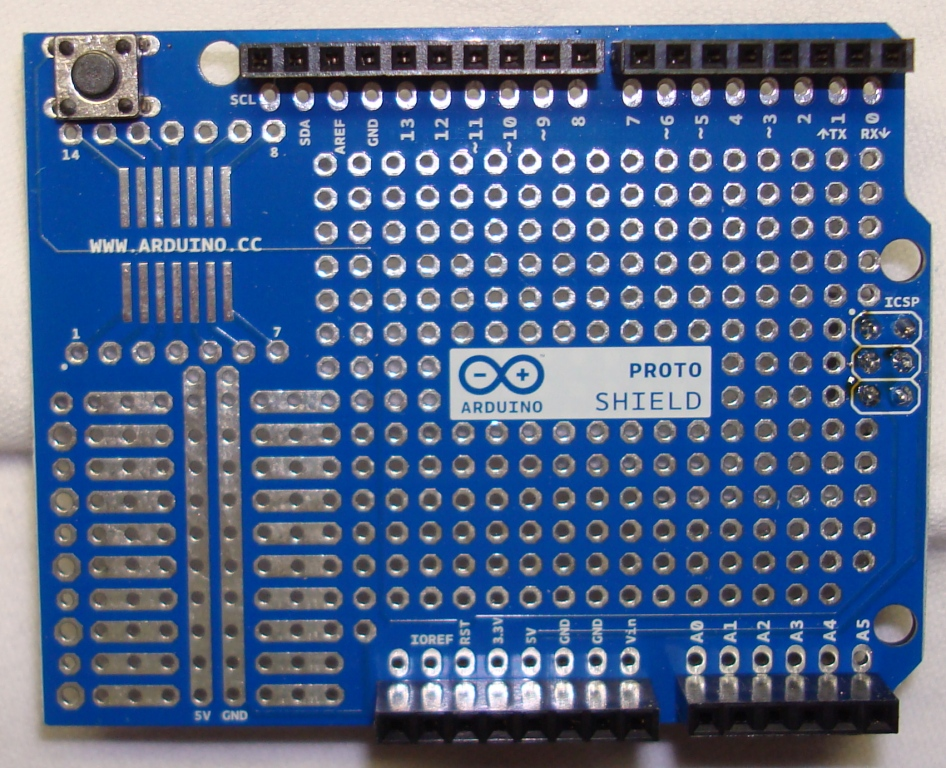 SCL
SDA
AREF
GND
13
12
~11
~10
~9
8
7
~6
~5
4
~3
2
↑TX 1
RX↓ 0
14
8
WWW.ARDUINO.CC
1
7
ICSP
ARDUINO
PROTO
SHIELD
IOREF
RST
3.3V
5V
GND
GND
Vin
A0
A1
A2
A3
A4
A5
5V
GND